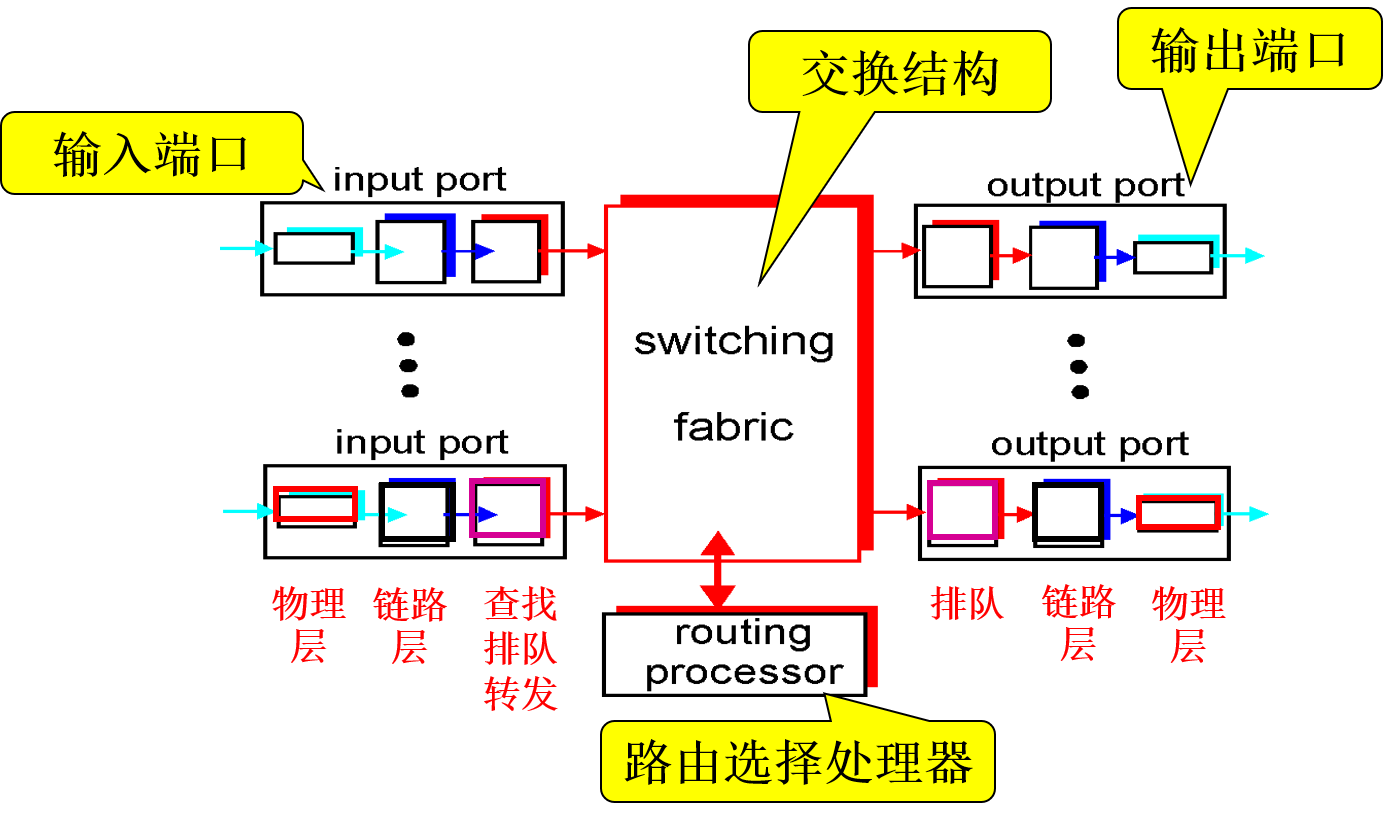 输出端口
交换结构
输入端口
input port
output port
switching
fabric
input port
output port
物理
层
链路
层
查找
排队
转发
排队
链路
层
物理
层
routing
processor
路由选择处理器